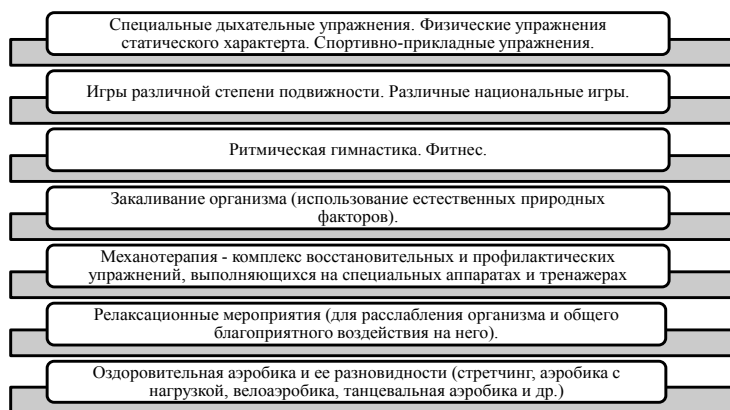 Специальные дыхательные упражнения. Физические упражнения
статического характерта. Спортивно-прикладные упражнения.
Игры различной степени подвижности. Различные национальные игры.
Ритмическая гимнастика. Фитнес.
Закаливание организма (использование естественных природных
факторов).
Механотерапия - комплекс восстановительных и профилактических
упражнений, выполняющихся на специальных аппаратах и тренажерах
Релаксационные мероприятия (для расслабления организма и общего
благоприятного воздействия на него).
Оздоровительная аэробика и ее разновидности (стретчинг, аэробика с
нагрузкой, велоаэробика, танцевальная аэробика и др.)